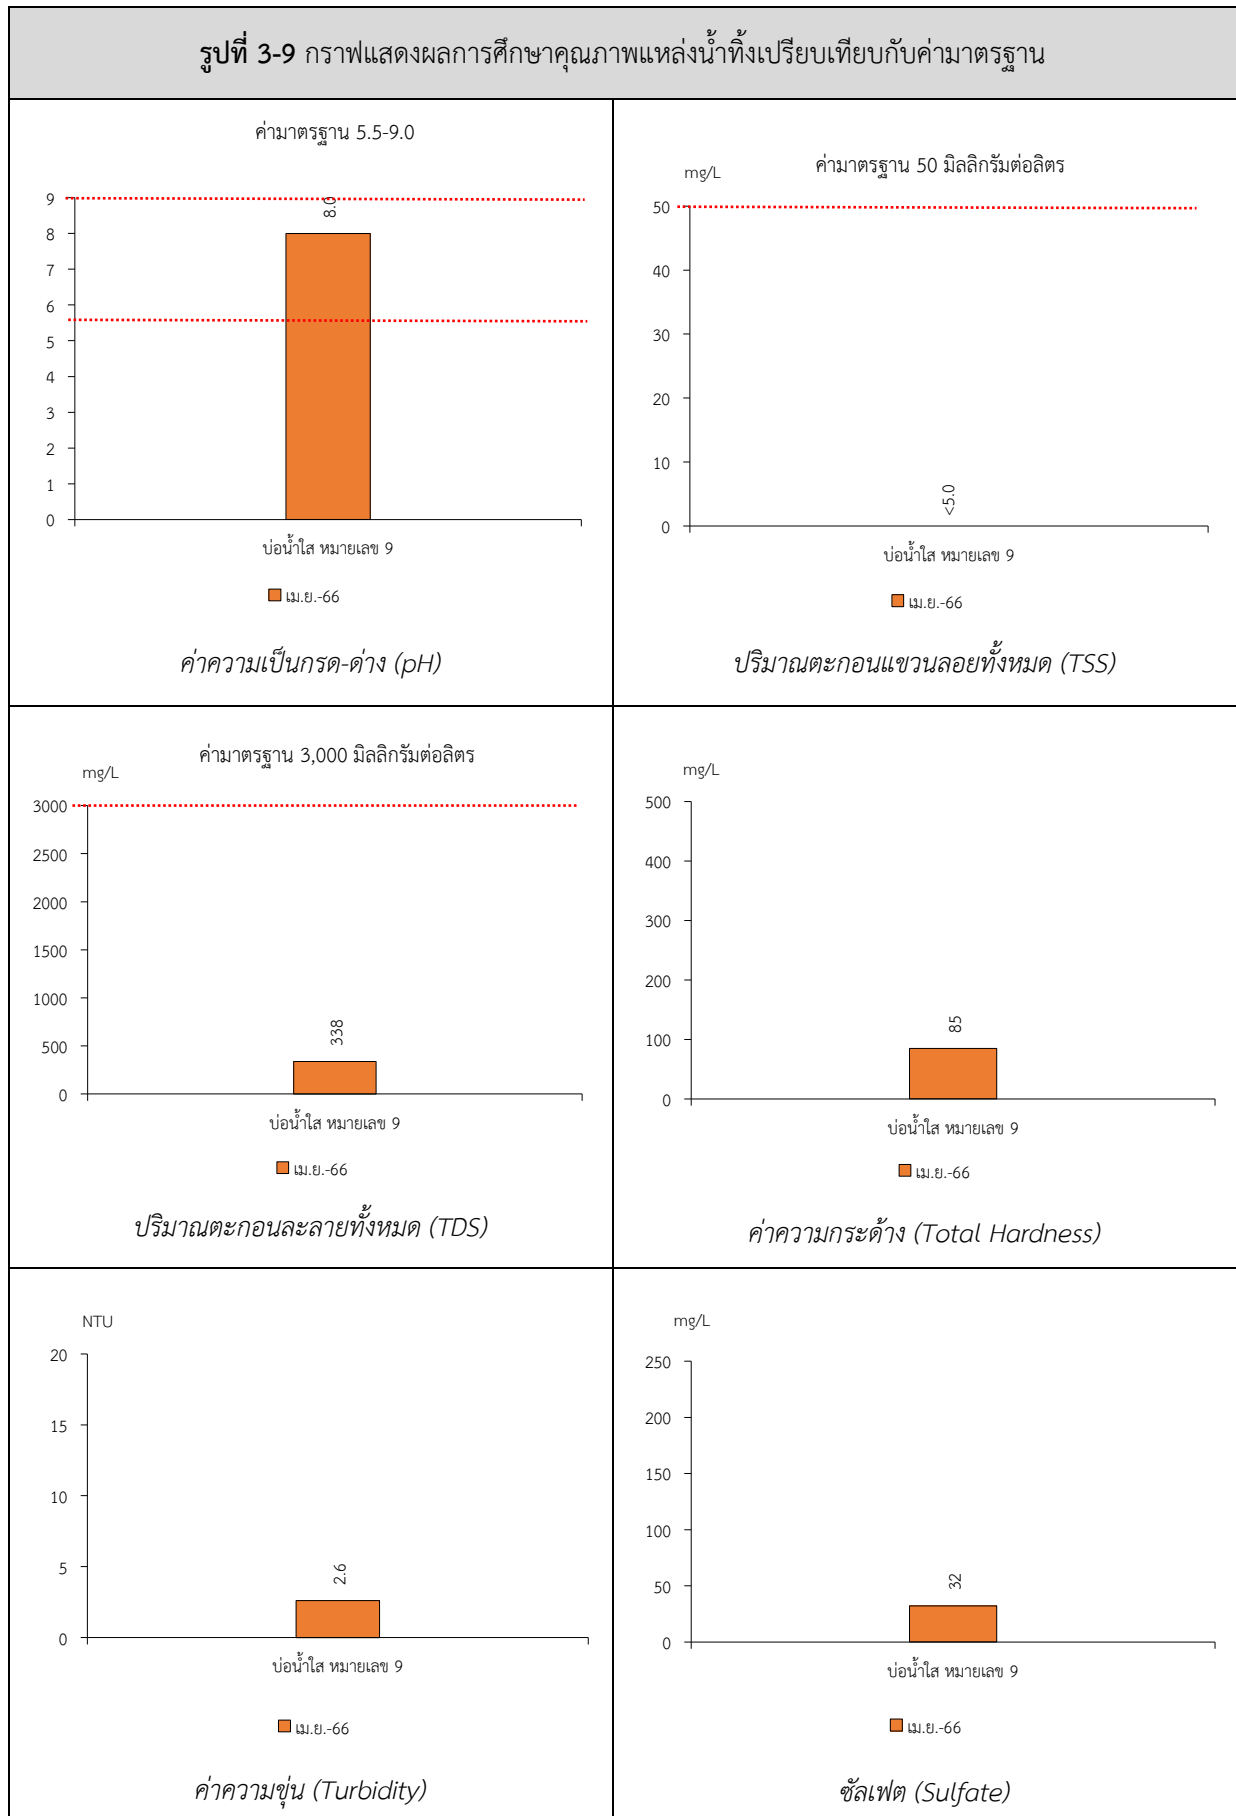 รูปที่ 3-9 กราฟแสดงผลการศึกษาคุณภาพแหล่งน้ำทิ้งเปรียบเทียบกับค่ามาตรฐาน
ค่ามาตรฐาน 5.5-9.0
9
8
7
6
5
4
3
2
1
0
8.0
บ่อน้ำใส หมายเลข 9
เม.ย.-66
ค่าความเป็นกรด-ด่าง (pH)
mg/L
ค่ามาตรฐาน 50 มิลลิกรัมต่อลิตร
50
40
30
20
10
0
<5.0
บ่อน้ำใส หมายเลข 9
เม.ย.-66
ปริมาณตะกอนแขวนลอยทั้งหมด (TSS)
ค่ามาตรฐาน 3,000 มิลลิกรัมต่อลิตร
mg/L
3000
2500
2000
1500
1000
500
0
338
บ่อน้ำใส หมายเลข 9
เม.ย.-66
ปริมาณตะกอนละลายทั้งหมด (TDS)
mg/L
500
400
300
200
100
0
85
บ่อน้ำใส หมายเลข 9
เม.ย.-66
ค่าความกระด้าง (Total Hardness)
NTU
20
15
10
5
0
2.6
บ่อน้ำใส หมายเลข 9
เม.ย.-66
ค่าความขุ่น (Turbidity)
mg/L
250
200
150
100
50
0
32
บ่อน้ำใส หมายเลข 9
เม.ย.-66
ซัลเฟต (Sulfate)